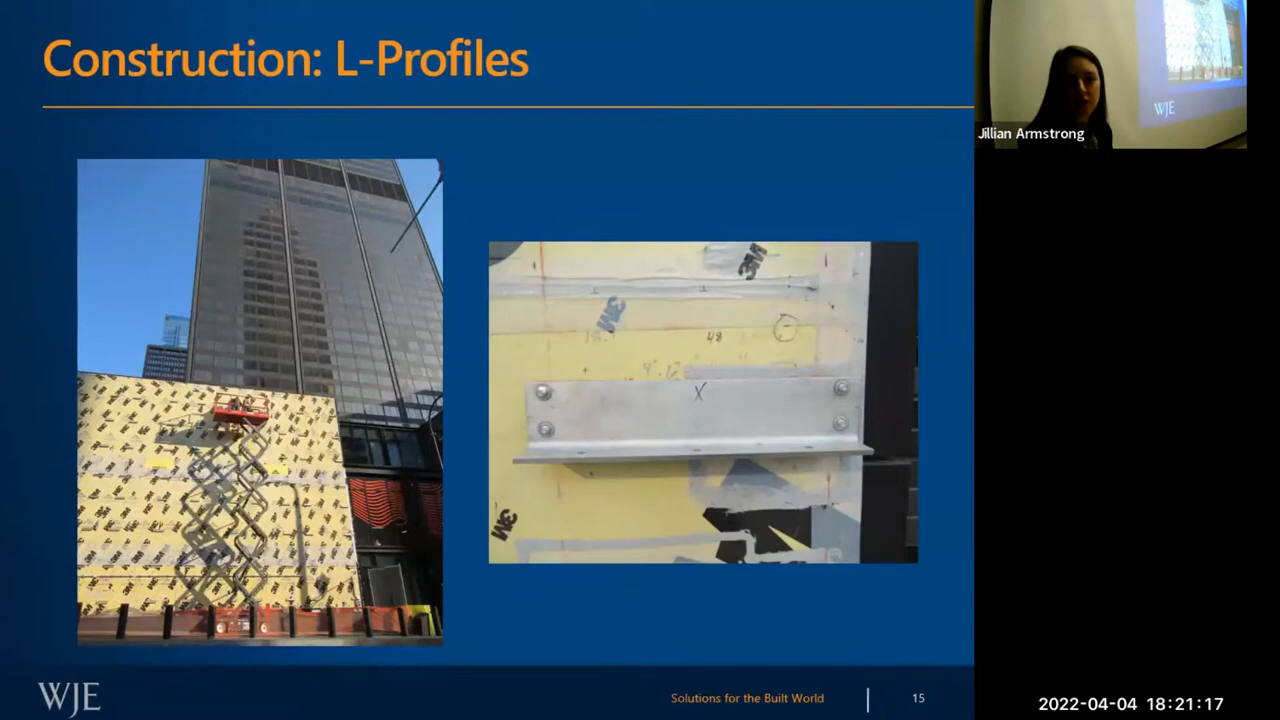 Construction: L-Profiles
WJE
Jillian Armstrong
3M
3M
48
X
3M
WJE
Solutions for the Built World
15
2022-04-04 18:21:17